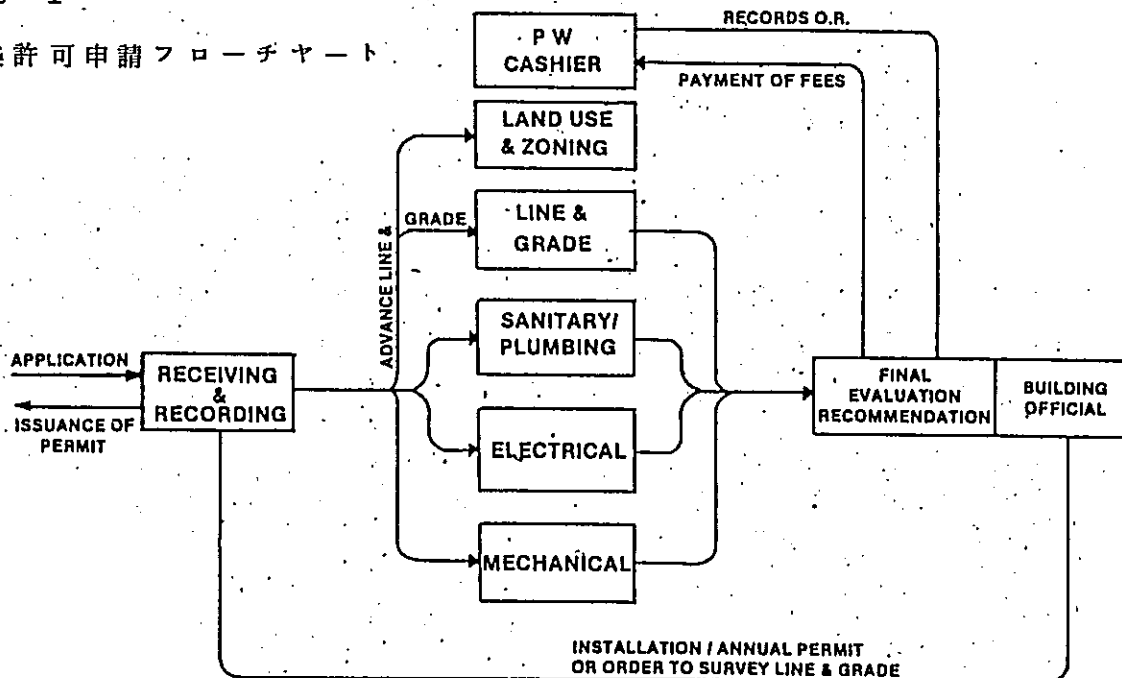 許可申請フローチャート
RECORDS O.R.
P W
CASHIER
PAYMENT OF FEES
LAND USE
& ZONING
ADVANCE LINE &
GRADE
LINE &
GRADE
SANITARY/
PLUMBING
APPLICATION
RECEIVING
&
RECORDING
ISSUANCE OF
PERMIT
ELECTRICAL
MECHANICAL
FINAL
EVALUATION
RECOMMENDATION
BUILDING
OFFICIAL
INSTALLATION / ANNUAL PERMIT
OR ORDER TO SURVEY LINE & GRADE